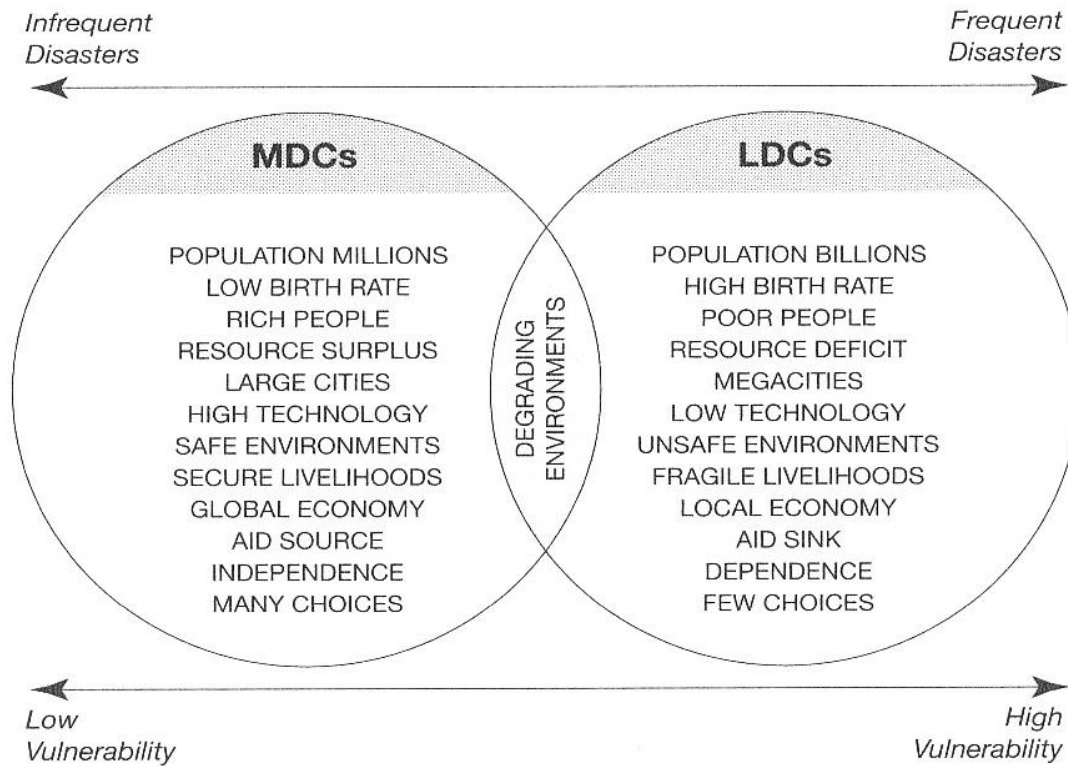 Infrequent
Disasters
Frequent
Disasters
MDCs
POPULATION MILLIONS
LOW BIRTH RATE
RICH PEOPLE
RESOURCE SURPLUS
LARGE CITIES
HIGH TECHNOLOGY
SAFE ENVIRONMENTS
SECURE LIVELIHOODS
GLOBAL ECONOMY
AID SOURCE
INDEPENDENCE
MANY CHOICES
DEGRADING
ENVIRONMENTS
LDCs
POPULATION BILLIONS
HIGH BIRTH RATE
POOR PEOPLE
RESOURCE DEFICIT
MEGACITIES
LOW TECHNOLOGY
UNSAFE ENVIRONMENTS
FRAGILE LIVELIHOODS
LOCAL ECONOMY
AID SINK
DEPENDENCE
FEW CHOICES
Low
Vulnerability
High
Vulnerability